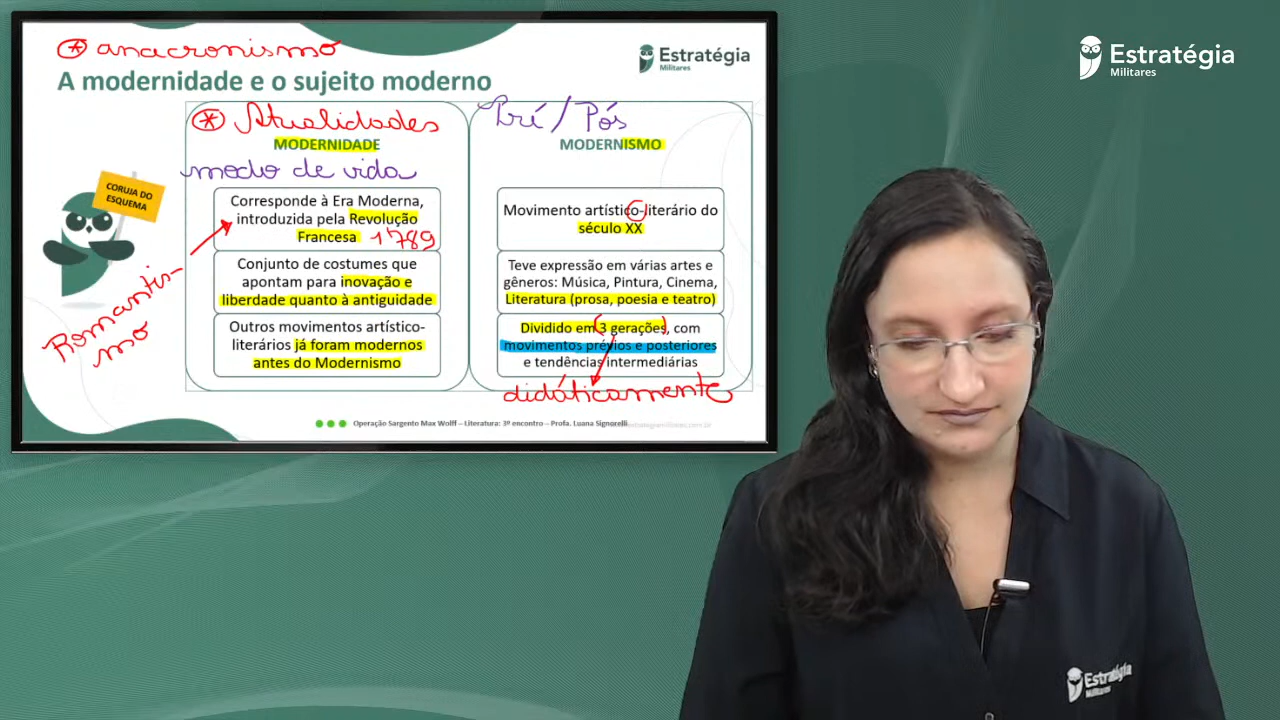 * anacronismo
Estratégia
Militares
A modernidade e o sujeito moderno
* Atualidades
MODERNIDADE
modo de vida
Corresponde à Era Moderna,
introduzida pela Revolução
Francesa 1789
Conjunto de costumes que
apontam para inovação e
liberdade quanto à antiguidade
Outros movimentos artístico-
literários já foram modernos
antes do Modernismo
Pré / Pós
MODERNISMO
Movimento artístico-literário do
século XX
Teve expressão em várias artes e
gêneros: Música, Pintura, Cinema,
Literatura (prosa, poesia e teatro)
Dividido em 3 gerações, com
movimentos prévios e posteriores
e tendências intermediárias
didáticamente
CORUJA DO
ESQUEMA
Romantis-
mo
Operação Sargento Max Wolff – Literatura: 3º encontro – Profa. Luana Signorelli
Estratégia
Militares
Estratégia
Militares